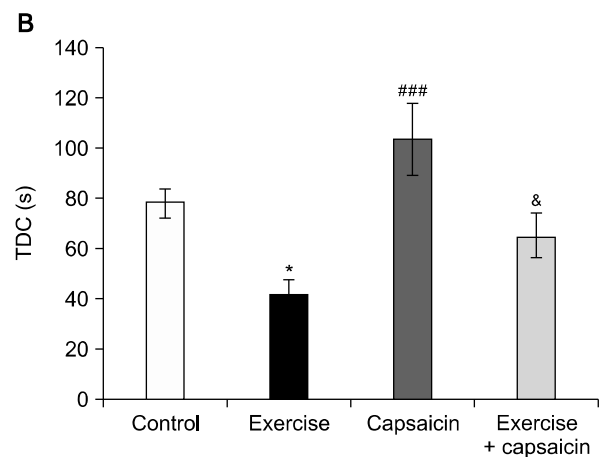 B
140
120
100
80
60
40
20
0
TDC (s)
*
###
&
Control Exercise Capsaicin Exercise
+ capsaicin